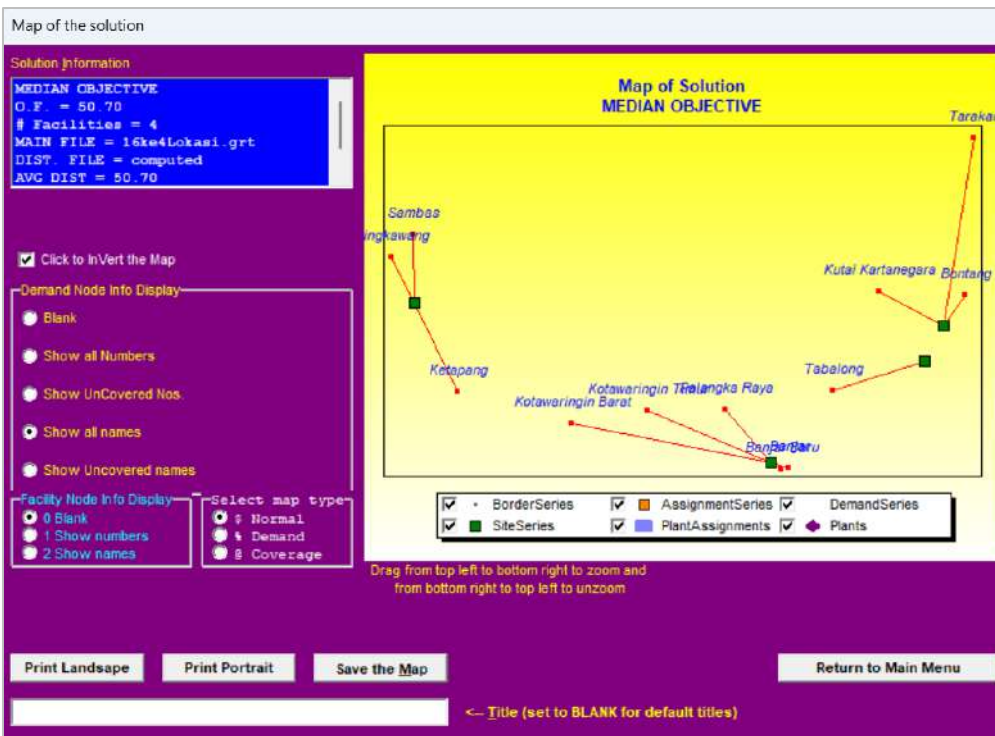 Map of the solution
Solution Information
MEDIAN OBJECTIVE
O.F. = 50.70
# Facilities = 4
MAIN FILE = 16ke4Lokasi.grt
DIST. FILE = computed
AVG DIST = 50.70
Click to InVert the Map
Demand Node Info Display
Blank
Show all Numbers
Show UnCovered Nos.
Show all names
Show Uncovered names
Facility Node Info Display
0 Blank
1 Show numbers
2 Show names
Select map type
$ Normal
% Demand
@ Coverage
Map of Solution
MEDIAN OBJECTIVE
Tarakan
Sambas
ingkawang
Kutai Kartanegara
Bontang
Ketapang
Tabalong
Kotawaringin
Palangka Raya
Kotawaringin Barat
Banjar Baru
Banjar
BorderSeries
AssignmentSeries
DemandSeries
SiteSeries
PlantAssignments
Plants
Drag from top left to bottom right to zoom and
from bottom right to top left to unzoom
Print Landsape
Print Portrait
Save the Map
Return to Main Menu
<-- Title (set to BLANK for default titles)